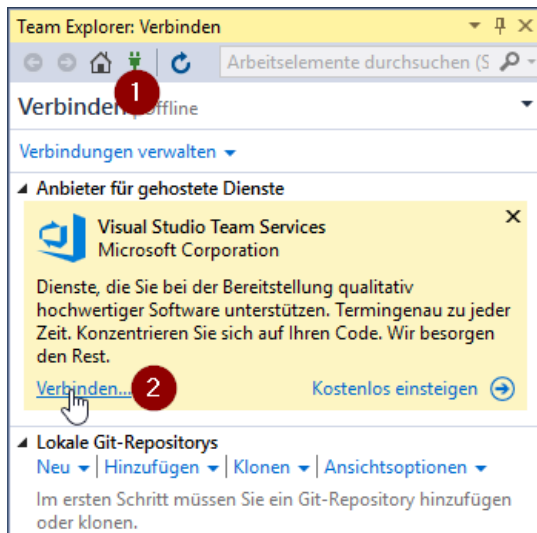 Team Explorer: Verbinden
Arbeitselemente durchsuchen (S
1
Verbinden Offline
Verbindungen verwalten
Anbieter für gehostete Dienste
Visual Studio Team Services
Microsoft Corporation
Dienste, die Sie bei der Bereitstellung qualitativ
hochwertiger Software unterstützen. Termingenau zu jeder
Zeit. Konzentrieren Sie sich auf Ihren Code. Wir besorgen
den Rest.
Verbinden... 2 Kostenlos einsteigen
Lokale Git-Repositorys
Neu | Hinzufügen | Klonen | Ansichtsoptionen
Im ersten Schritt müssen Sie ein Git-Repository hinzufügen
oder klonen.